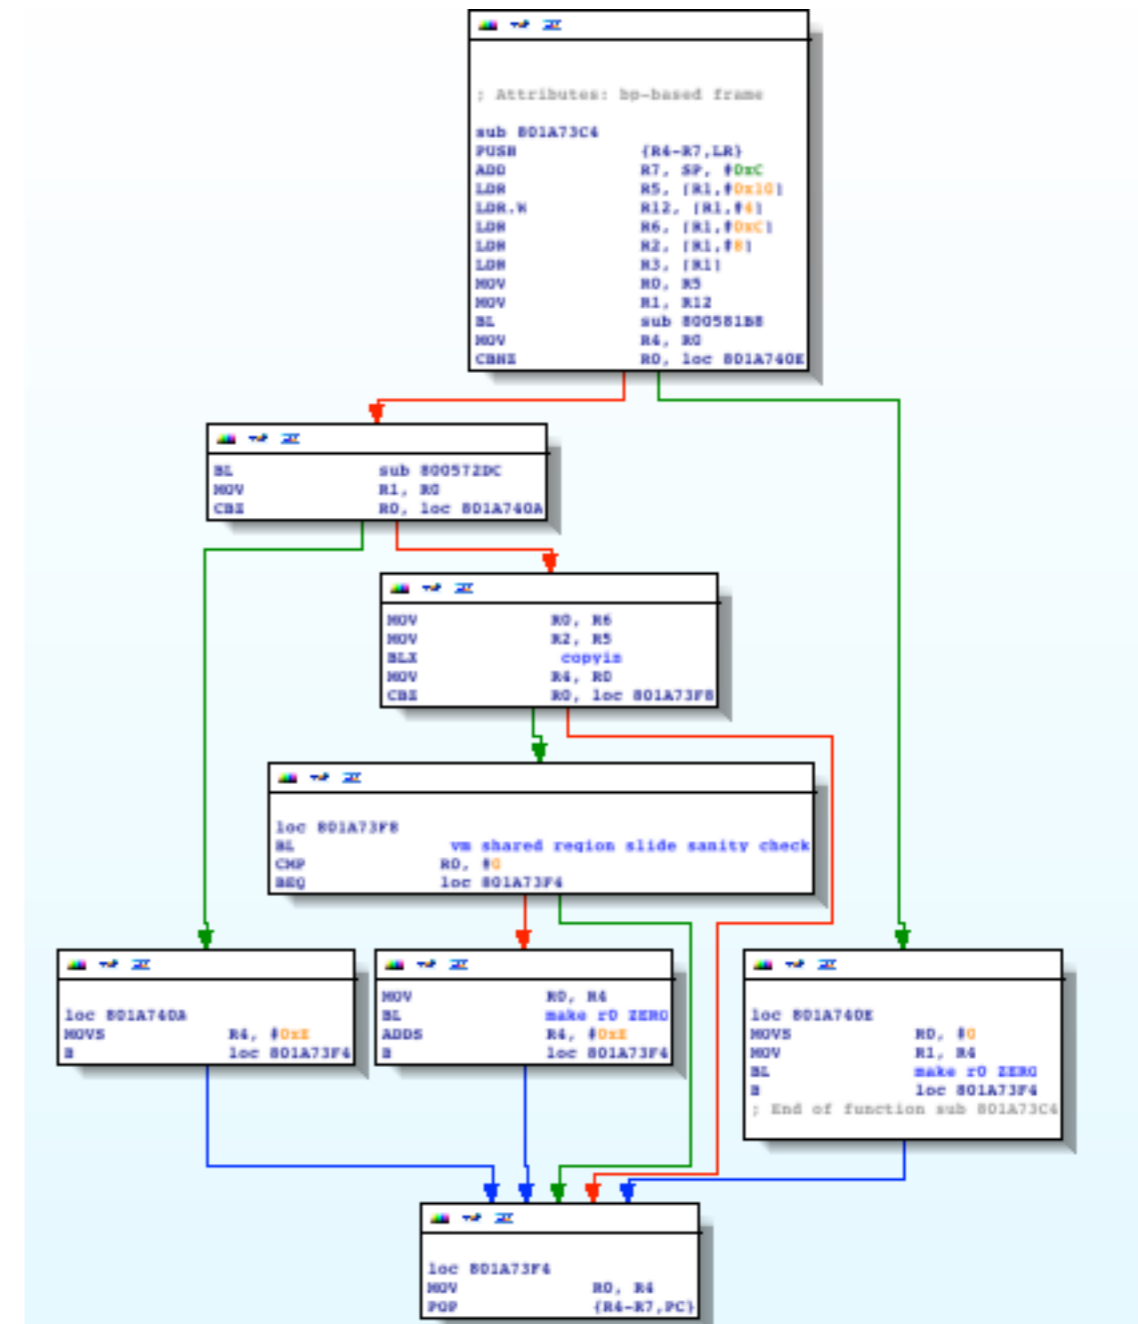 ; Attributes: bp-based frame
sub 801A73C4
PUSH {R4-R7,LR}
ADD R7, SP, #0xC
LDR R5, [R1,#0x10]
LDR.W R12, [R1,#4]
LDR R6, [R1,#0xC]
LDR R2, [R1,#8]
LDR R3, [R1]
MOV R0, R5
MOV R1, R12
BL sub 800581B8
MOV R4, R0
CBNZ R0, loc 801A740E
BL sub 800572DC
MOV R1, R0
CBZ R0, loc 801A740A
MOV R0, R6
MOV R2, R5
BLX copyin
MOV R4, R0
CBZ R0, loc 801A73F8
loc 801A73F8
BL vm shared region slide sanity check
CMP R0, #0
BEQ loc 801A73F4
loc 801A740A
MOVS R4, #0xE
B loc 801A73F4
MOV R0, R4
BL make r0 ZERO
ADDS R4, #0xE
B loc 801A73F4
loc 801A740E
MOVS R0, #0
MOV R1, R4
BL make r0 ZERO
B loc 801A73F4
; End of function sub 801A73C4
loc 801A73F4
MOV R0, R4
POP {R4-R7,PC}